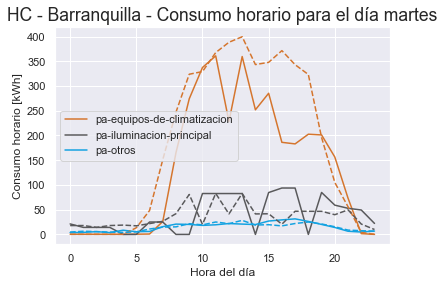 HC - Barranquilla - Consumo horario para el día martes
Consumo horario [kWh]
400
350
300
250
200
150
100
50
0
pa-equipos-de-climatizacion
pa-iluminacion-principal
pa-otros
0 5 10 15 20
Hora del día